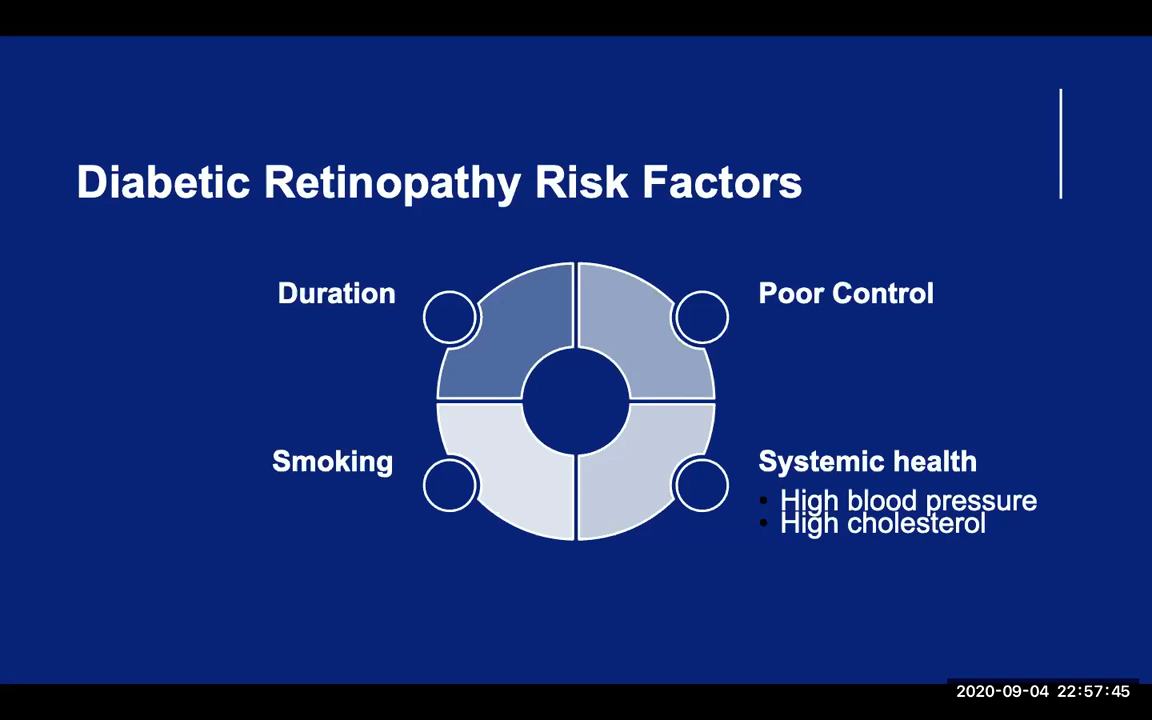 Diabetic Retinopathy Risk Factors
Duration
Poor Control
Smoking
Systemic health
• High blood pressure
• High cholesterol
2020-09-04 22:57:45